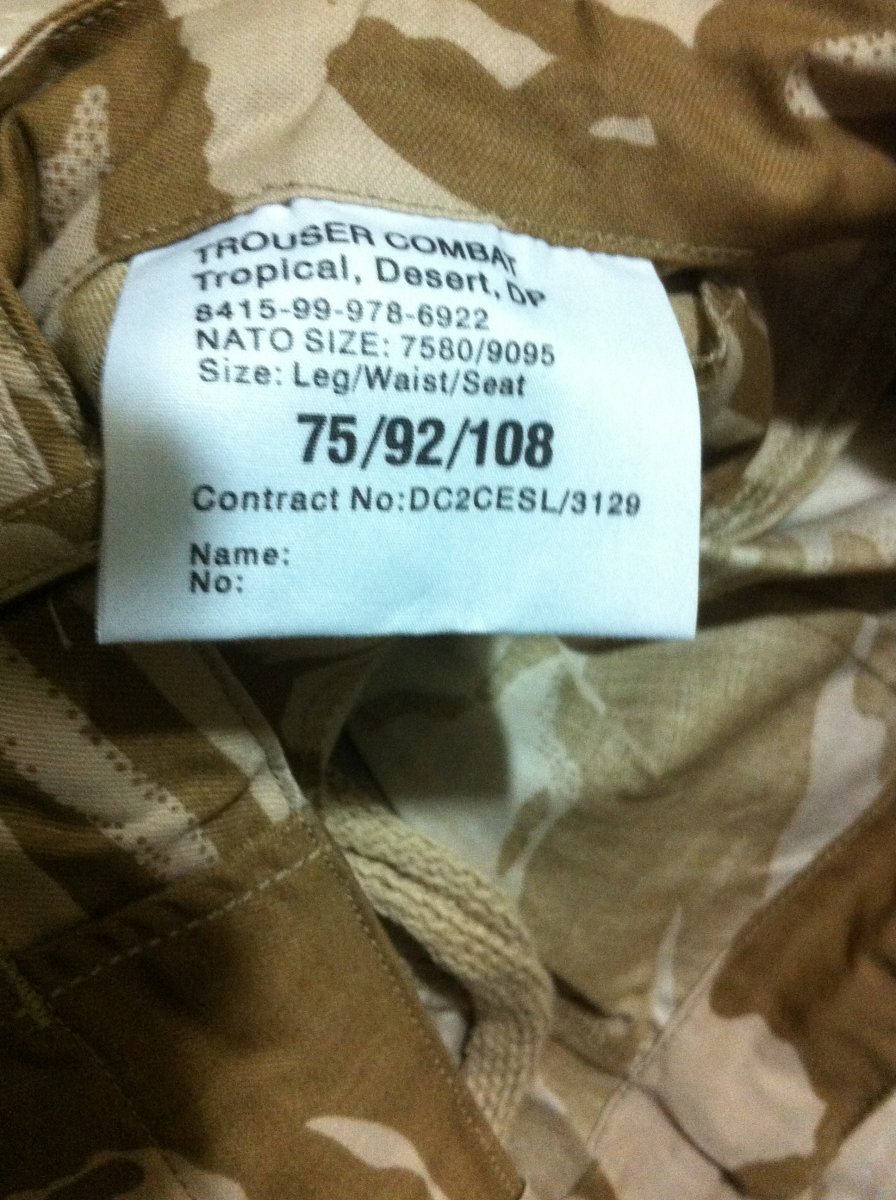 TROUSER COMBAT
Tropical, Desert, DP
8415-99-978-6922
NATO SIZE: 7580/9095
Size: Leg/Waist/Seat
75/92/108
Contract No:DC2CESL/3129
Name:
No: